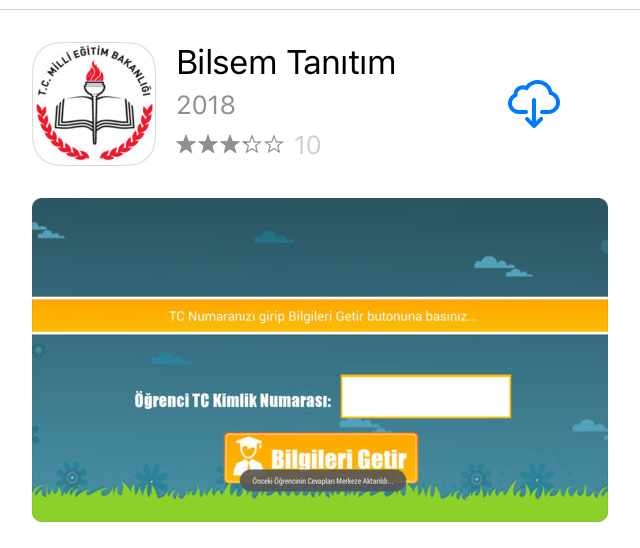 T.C. MİLLİ EĞİTİM BAKANLIĞI
Bilsem Tanıtım
2018
10
TC Numaranızı girip Bilgileri Getir butonuna basınız...
Öğrenci TC Kimlik Numarası:
Bilgileri Getir
Önceki Öğrencinin Cevapları Merkeze Aktarıldı...